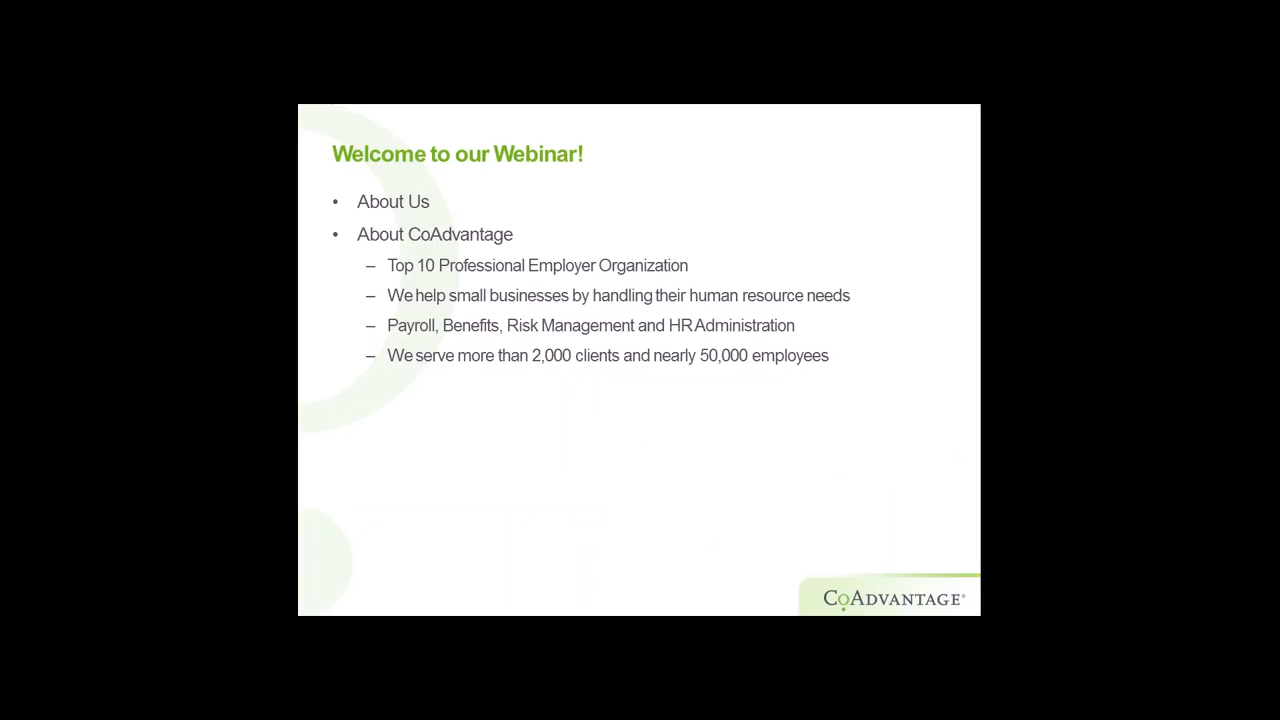 Welcome to our Webinar!
• About Us
• About CoAdvantage
– Top 10 Professional Employer Organization
– We help small businesses by handling their human resource needs
– Payroll, Benefits, Risk Management and HR Administration
– We serve more than 2,000 clients and nearly 50,000 employees
COADVANTAGE®